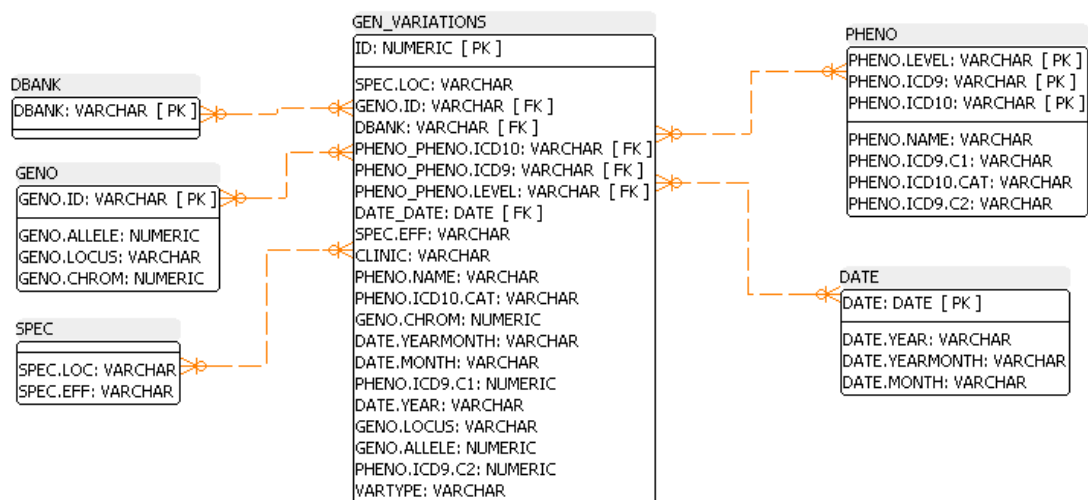 DBANK
DBANK: VARCHAR [ PK ]
GENO
GENO.ID: VARCHAR [ PK ]
GENO.ALLELE: NUMERIC
GENO.LOCUS: VARCHAR
GENO.CHROM: NUMERIC
SPEC
SPEC.LOC: VARCHAR
SPEC.EFF: VARCHAR
GEN_VARIATIONS
ID: NUMERIC [ PK ]
SPEC.LOC: VARCHAR
GENO.ID: VARCHAR [ FK ]
DBANK: VARCHAR [ FK ]
PHENO_PHENO.ICD10: VARCHAR [ FK ]
PHENO_PHENO.ICD9: VARCHAR [ FK ]
PHENO_PHENO.LEVEL: VARCHAR [ FK ]
DATE_DATE: DATE [ FK ]
SPEC.EFF: VARCHAR
CLINIC: VARCHAR
PHENO.NAME: VARCHAR
PHENO.ICD10.CAT: VARCHAR
GENO.CHROM: NUMERIC
DATE.YEARMONTH: VARCHAR
DATE.MONTH: VARCHAR
PHENO.ICD9.C1: NUMERIC
DATE.YEAR: VARCHAR
GENO.LOCUS: VARCHAR
GENO.ALLELE: NUMERIC
PHENO.ICD9.C2: NUMERIC
VARTYPE: VARCHAR
PHENO
PHENO.LEVEL: VARCHAR [ PK ]
PHENO.ICD9: VARCHAR [ PK ]
PHENO.ICD10: VARCHAR [ PK ]
PHENO.NAME: VARCHAR
PHENO.ICD9.C1: VARCHAR
PHENO.ICD10.CAT: VARCHAR
PHENO.ICD9.C2: VARCHAR
DATE
DATE: DATE [ PK ]
DATE.YEAR: VARCHAR
DATE.YEARMONTH: VARCHAR
DATE.MONTH: VARCHAR